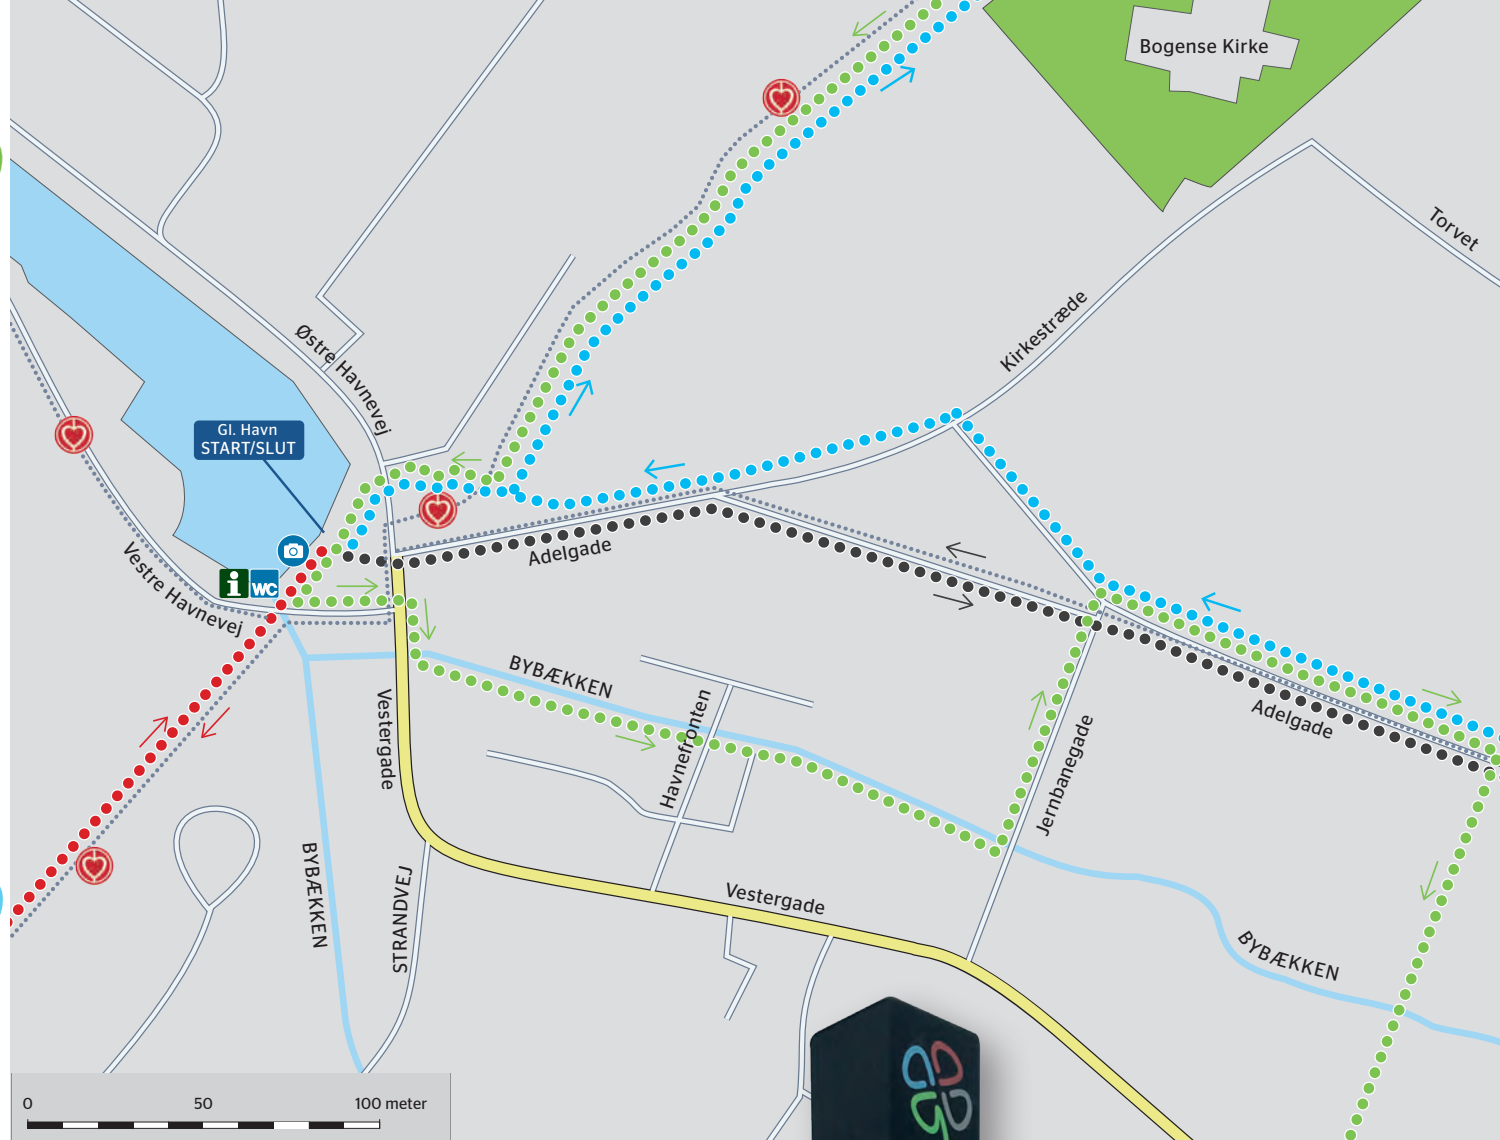 Bogense Kirke
Torvet
Kirkestræde
Østre Havnevej
Gl. Havn
START/SLUT
Adelgade
i
WC
Vestre Havnevej
BYBÆKKEN
Vestergade
Havnefronten
Adelgade
Jernbanegade
BYBÆKKEN
STRANDVEJ
Vestergade
BYBÆKKEN
0 50 100 meter